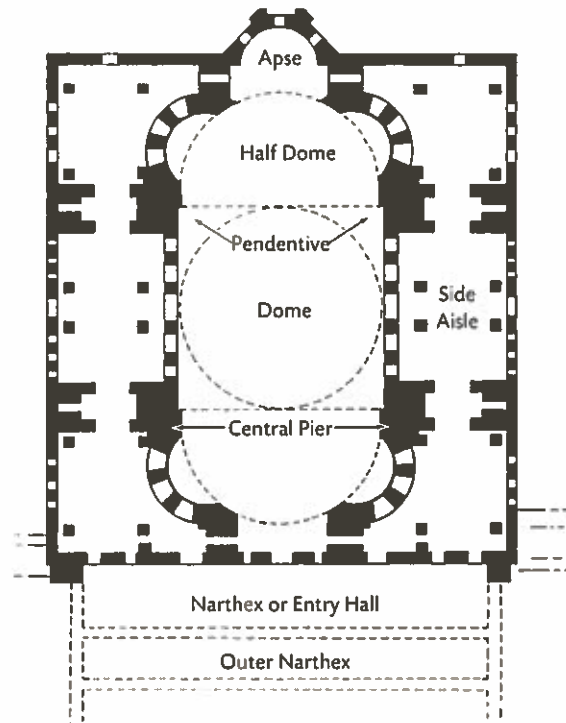 Apse
Half Dome
Pendentive
Dome
Side
Aisle
Central Pier
Narthex or Entry Hall
Outer Narthex